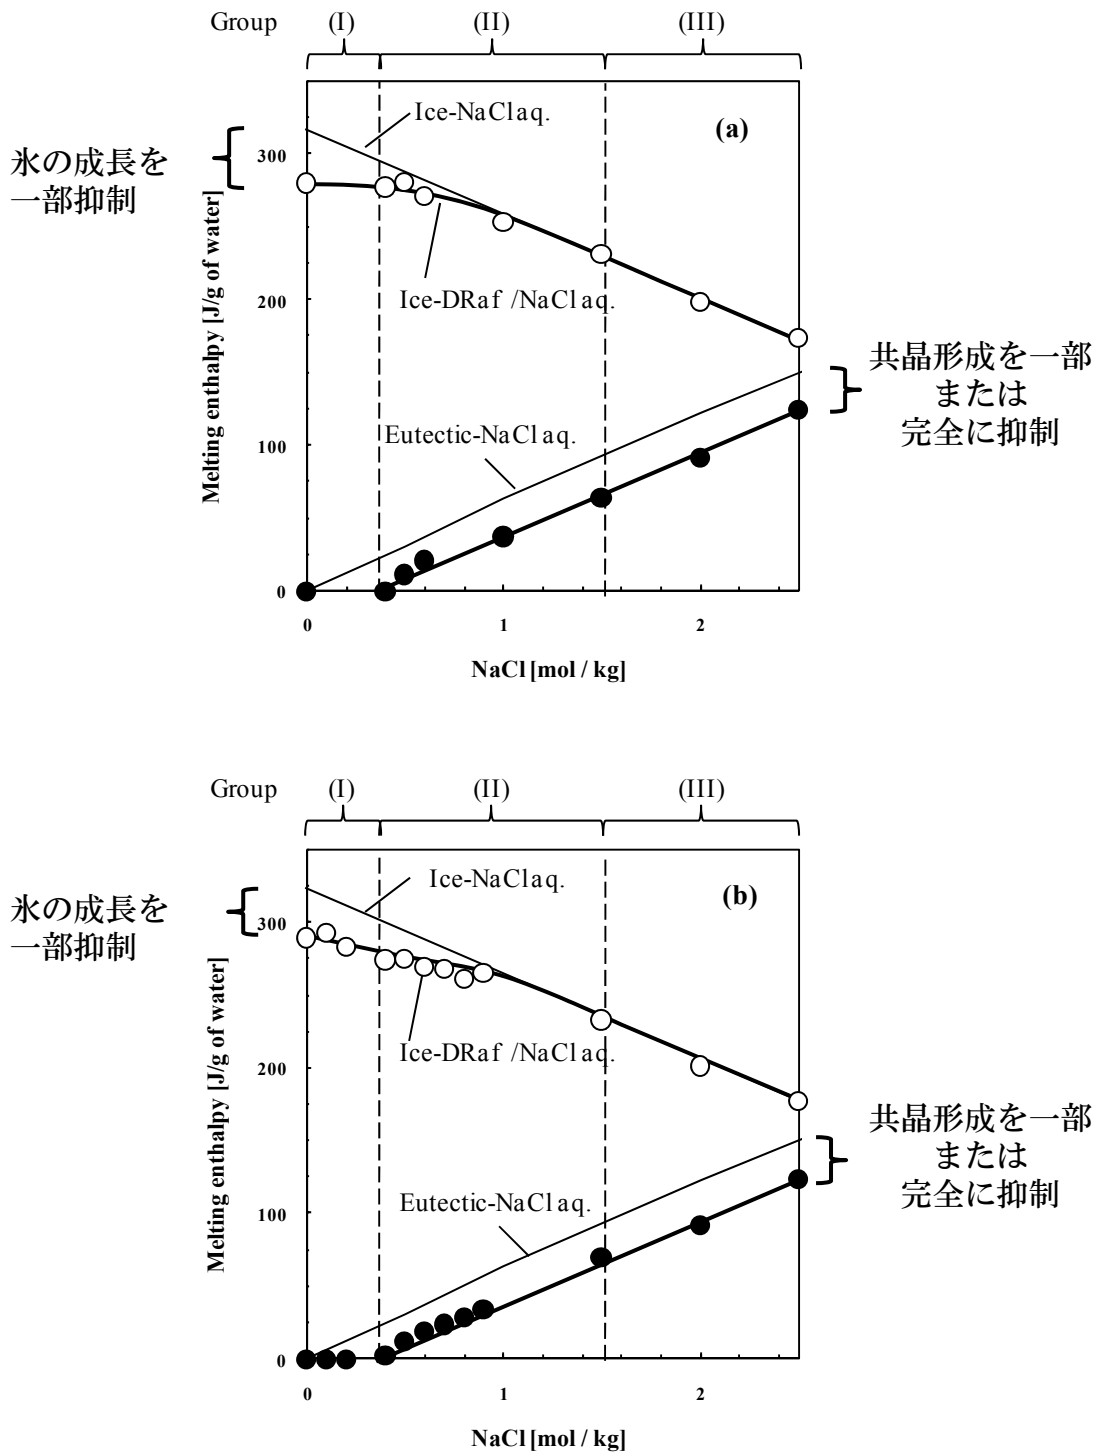 Group (I) (II) (III)
Ice-NaClaq.
(a)
氷の成長を
一部抑制
300
200
100
0
Melting enthalpy [J/g of water]
Ice-DRaf /NaClaq.
共晶形成を一部
または
完全に抑制
Eutectic-NaClaq.
0 1 2
NaCl [mol / kg]
Group (I) (II) (III)
Ice-NaClaq.
(b)
氷の成長を
一部抑制
300
200
100
0
Melting enthalpy [J/g of water]
Ice-DRaf /NaClaq.
共晶形成を一部
または
完全に抑制
Eutectic-NaClaq.
0 1 2
NaCl [mol / kg]